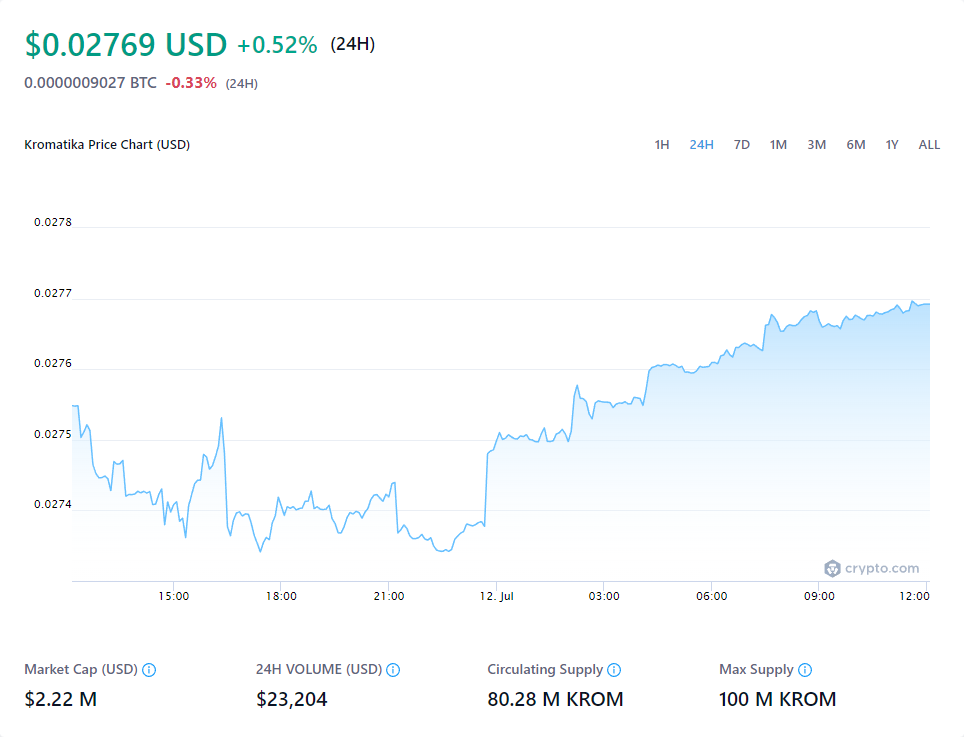 $0.02769 USD +0.52% (24H)
0.0000009027 BTC -0.33% (24H)
Kromatika Price Chart (USD) 1H 24H 7D 1M 3M 6M 1Y ALL
0.0278
0.0277
0.0276
0.0275
0.0274
crypto.com
15:00 18:00 21:00 12. Jul 03:00 06:00 09:00 12:00
Market Cap (USD) 24H VOLUME (USD) Circulating Supply Max Supply
$2.22 M $23,204 80.28 M KROM 100 M KROM